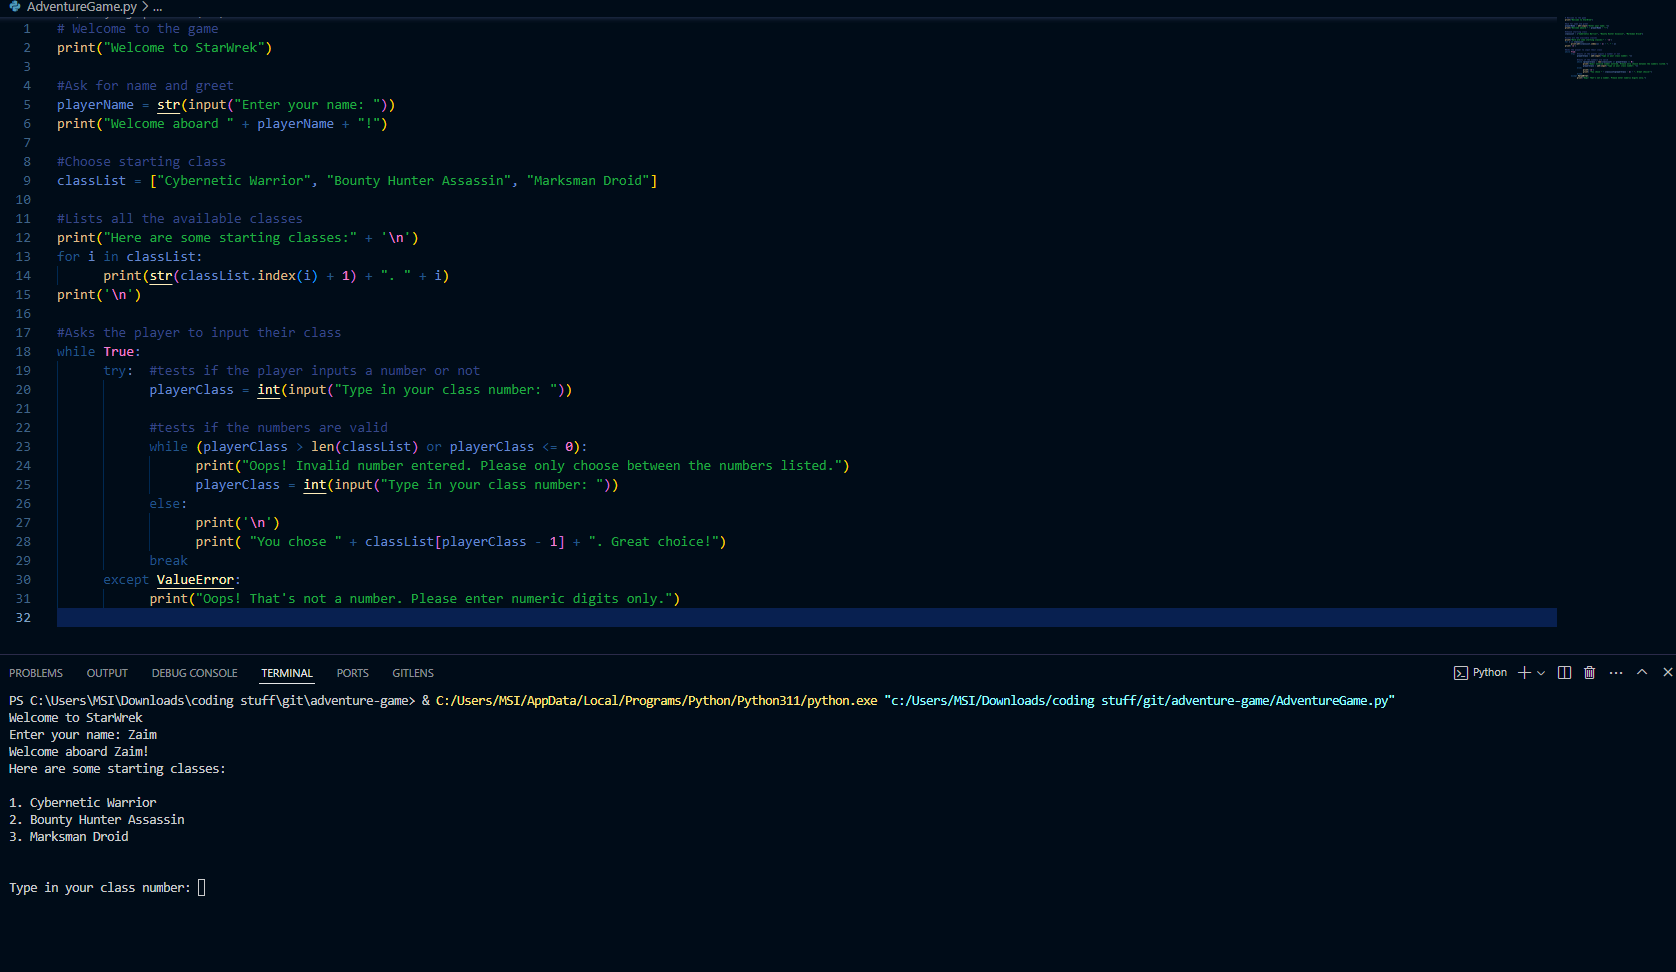 AdventureGame.py > ...
1 # Welcome to the game
2 print("Welcome to StarWrek")
3
4 #Ask for name and greet
5 playerName = str(input("Enter your name: "))
6 print("Welcome aboard " + playerName + "!")
7
8 #Choose starting class
9 classList = ["Cybernetic Warrior", "Bounty Hunter Assassin", "Marksman Droid"]
10
11 #Lists all the available classes
12 print("Here are some starting classes:" + '\n')
13 for i in classList:
14 print(str(classList.index(i) + 1) + ". " + i)
15 print('\n')
16
17 #Asks the player to input their class
18 while True:
19 try: #tests if the player inputs a number or not
20 playerClass = int(input("Type in your class number: "))
21
22 #tests if the numbers are valid
23 while (playerClass > len(classList) or playerClass <= 0):
24 print("Oops! Invalid number entered. Please only choose between the numbers listed.")
25 playerClass = int(input("Type in your class number: "))
26 else:
27 print('\n')
28 print( "You chose " + classList[playerClass - 1] + ". Great choice!")
29 break
30 except ValueError:
31 print("Oops! That's not a number. Please enter numeric digits only.")
32
PROBLEMS OUTPUT DEBUG CONSOLE TERMINAL PORTS GITLENS Python
PS C:\Users\MSI\Downloads\coding stuff\git\adventure-game> & C:/Users/MSI/AppData/Local/Programs/Python/Python311/python.exe "c:/Users/MSI/Downloads/coding stuff/git/adventure-game/AdventureGame.py"
Welcome to StarWrek
Enter your name: Zaim
Welcome aboard Zaim!
Here are some starting classes:
1. Cybernetic Warrior
2. Bounty Hunter Assassin
3. Marksman Droid
Type in your class number: